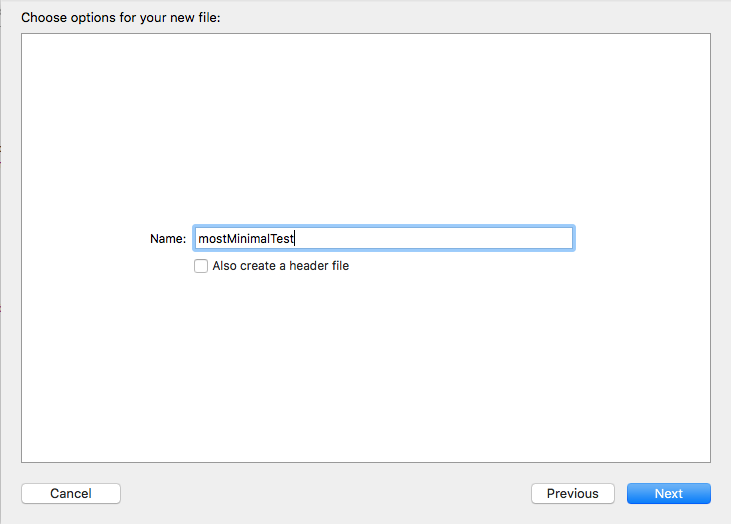 Choose options for your new file:
Name: mostMinimalTest
Also create a header file
Cancel Previous Next